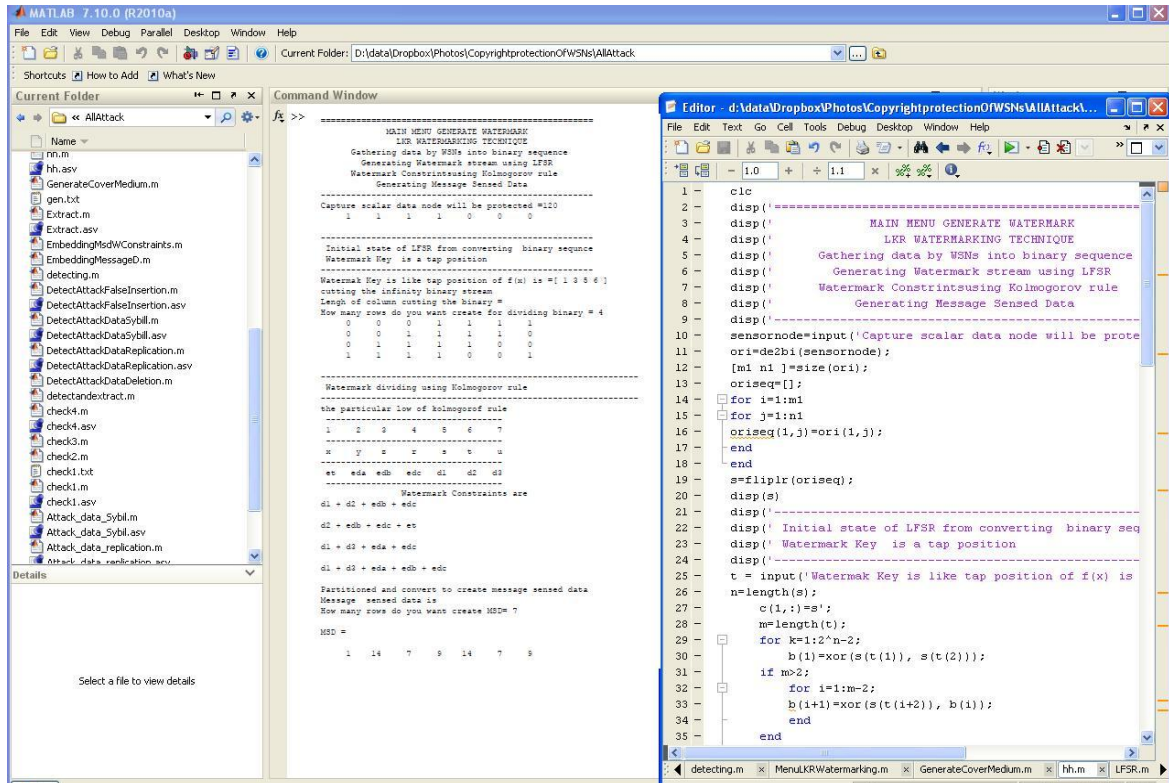 MATLAB 7.10.0 (R2010a)
File Edit View Debug Parallel Desktop Window Help
Current Folder: D:\data\Dropbox\Photos\CopyrightprotectionOfWSNs\AllAttack
Shortcuts How to Add What's New
Current Folder
« AllAttack
Name
nn.m
hh.asv
GenerateCoverMedium.m
gen.txt
Extract.m
Extract.asv
EmbeddingMsdWConstraints.m
EmbeddingMessageD.m
detecting.m
DetectAttackFalseInsertion.m
DetectAttackFalseInsertion.asv
DetectAttackDataSybill.m
DetectAttackDataSybill.asv
DetectAttackDataReplication.m
DetectAttackDataReplication.asv
DetectAttackDataDeletion.m
detectandextract.m
check4.m
check4.asv
check3.m
check2.m
check1.txt
check1.m
check1.asv
Attack_data_Sybil.m
Attack_data_Sybil.asv
Attack_data_replication.m
Attack_data_replication.asv
Details
Select a file to view details
Command Window
fx >>
==============================================
MAIN MENU GENERATE WATERMARK
LKR WATERMARKING TECHNIQUE
Gathering data by WSNs into binary sequence
Generating Watermark stream using LFSR
Watermark Constrintsusing Kolmogorov rule
Generating Message Sensed Data
----------------------------------------------
Capture scalar data node will be protected =120
1 1 1 1 0 0 0
----------------------------------------------
Initial state of LFSR from converting binary sequnce
Watermark Key is a tap position
----------------------------------------------
Watermak Key is like tap position of f(x) is =[ 1 3 5 6 ]
cutting the infinity binary stream
Lengh of column cutting the binary =
How many rows do you want create for dividing binary = 4
0 0 0 1 1 1 1
0 0 1 1 1 1 0
0 1 1 1 1 0 0
1 1 1 1 0 0 1
------------------------------------------------------
Watermark dividing using Kolmogorov rule
------------------------------------------------------
the particular low of kolmogorof rule
------------------------------
1 2 3 4 5 6 7
------------------------------
x y z r s t u
------------------------------
et eda edb edc d1 d2 d3
------------------------------
Watermark Constraints are
d1 + d2 + edb + edc
d2 + edb + edc + et
d1 + d3 + eda + edc
d1 + d3 + eda + edb + edc
Partitioned and convert to create message sensed data
Message sensed data is
How many rows do you want create MSD= 7
MSD =
1 14 7 9 14 7 9
Editor - d:\data\Dropbox\Photos\CopyrightprotectionOfWSNs\AllAttack\...
File Edit Text Go Cell Tools Debug Desktop Window Help
- 1.0 + ÷ 1.1 ×
1 - clc
2 - disp('==========================================
3 - disp(' MAIN MENU GENERATE WATERMARK
4 - disp(' LKR WATERMARKING TECHNIQUE
5 - disp(' Gathering data by WSNs into binary sequence
6 - disp(' Generating Watermark stream using LFSR
7 - disp(' Watermark Constrintsusing Kolmogorov rule
8 - disp(' Generating Message Sensed Data
9 - disp('------------------------------------------
10 - sensornode=input('Capture scalar data node will be prote
11 - ori=de2bi(sensornode);
12 - [m1 n1 ]=size(ori);
13 - oriseq=[];
14 - for i=1:m1
15 - for j=1:n1
16 - oriseq(1,j)=ori(1,j);
17 - end
18 - end
19 - s=fliplr(oriseq);
20 - disp(s)
21 - disp('------------------------------------------
22 - disp(' Initial state of LFSR from converting binary seq
23 - disp(' Watermark Key is a tap position
24 - disp('------------------------------------------
25 - t = input('Watermak Key is like tap position of f(x) is
26 - n=length(s);
27 - c(1,:)=s';
28 - m=length(t);
29 - for k=1:2^n-2;
30 - b(1)=xor(s(t(1)), s(t(2)));
31 - if m>2;
32 - for i=1:m-2;
33 - b(i+1)=xor(s(t(i+2)), b(i));
34 - end
35 - end
detecting.m × MenuLKRWatermarking.m × GenerateCoverMedium.m × hh.m × LFSR.m